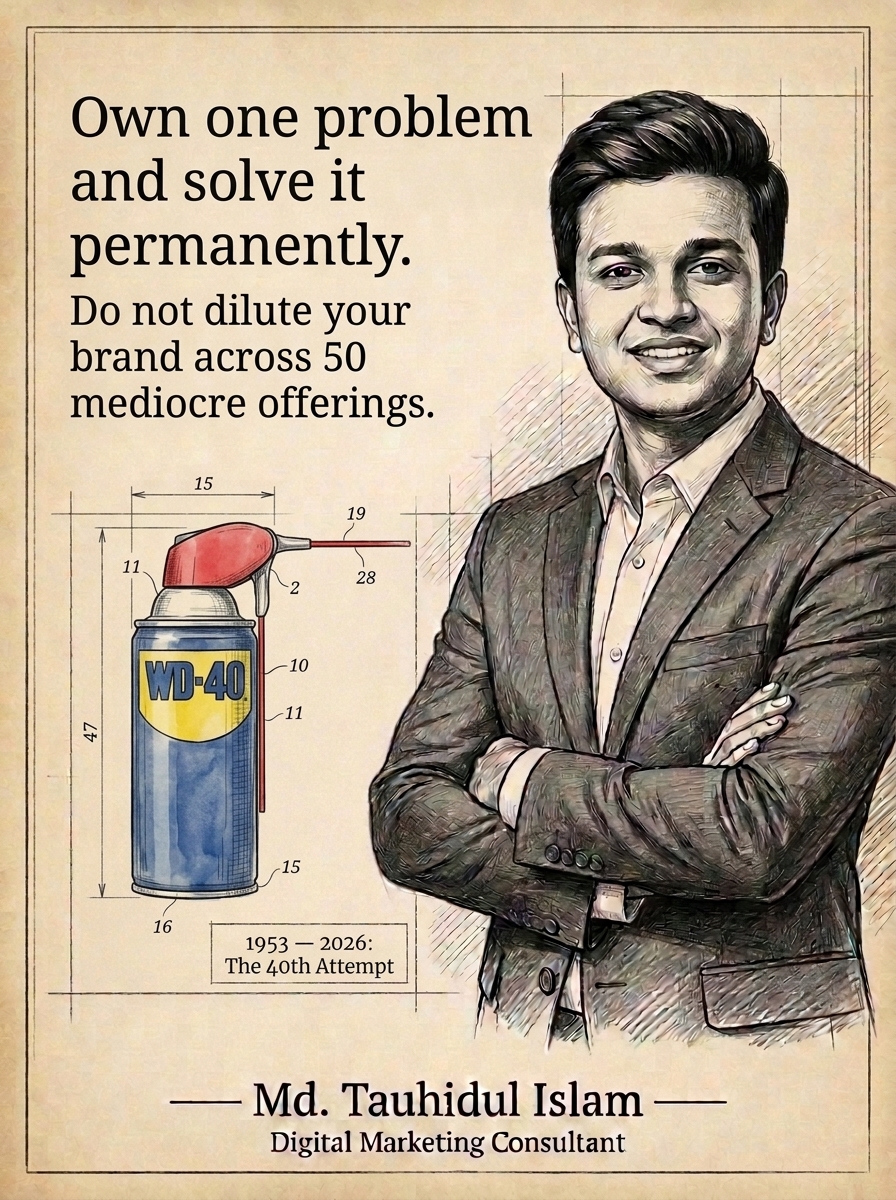 Own one problem
and solve it
permanently.
Do not dilute your
brand across 50
mediocre offerings.
15
19
28
11
2
WD-40
10
11
47
15
16
1953 — 2026:
The 40th Attempt
Md. Tauhidul Islam
Digital Marketing Consultant